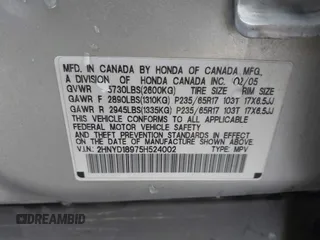 MFD. IN CANADA BY HONDA OF CANADA MFG.,
A DIVISION OF HONDA CANADA INC. 02/05
GVWR 5730LBS(2600KG) TIRE SIZE RIM SIZE
GAWR F 2890LBS(1310KG) P235/65R17 103T 17X6.5JJ
GAWR R 2945LBS(1335KG) P235/65R17 103T 17X6.5JJ
THIS VEHICLE CONFORMS TO ALL APPLICABLE
FEDERAL MOTOR VEHICLE SAFETY
AND THEFT PREVENTION STANDARDS IN EFFECT
ON THE DATE OF MANUFACTURE SHOWN ABOVE.
V.I.N.: 2HNYD18975H524002 TYPE: MPV
AUTOBIDMASTER